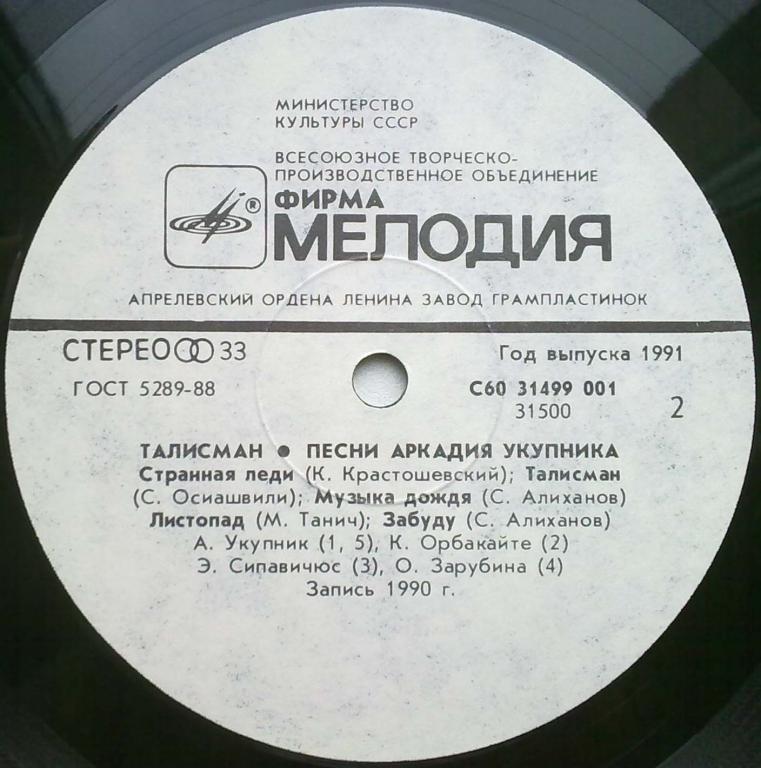 МИНИСТЕРСТВО
КУЛЬТУРЫ СССР
ВСЕСОЮЗНОЕ ТВОРЧЕСКО-
ПРОИЗВОДСТВЕННОЕ ОБЪЕДИНЕНИЕ
®
ФИРМА
МЕЛОДИЯ
АПРЕЛЕВСКИЙ ОРДЕНА ЛЕНИНА ЗАВОД ГРАМПЛАСТИНОК
СТЕРЕО 33
Год выпуска 1991
ГОСТ 5289-88
С60 31499 001
31500
2
ТАЛИСМАН ● ПЕСНИ АРКАДИЯ УКУПНИКА
Странная леди (К. Крастошевский); Талисман
(С. Осиашвили); Музыка дождя (С. Алиханов)
Листопад (М. Танич); Забуду (С. Алиханов)
А. Укупник (1, 5), К. Орбакайте (2)
Э. Сипавичюс (3), О. Зарубина (4)
Запись 1990 г.